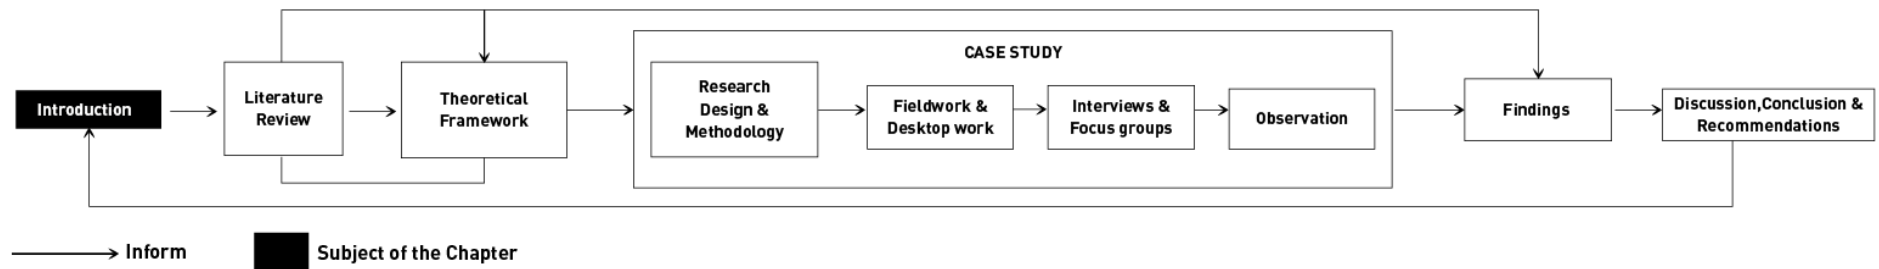 CASE STUDY
Introduction
Literature
Review
Theoretical
Framework
Research
Design &
Methodology
Fieldwork &
Desktop work
Interviews &
Focus groups
Observation
Findings
Discussion,Conclusion &
Recommendations
Inform
Subject of the Chapter